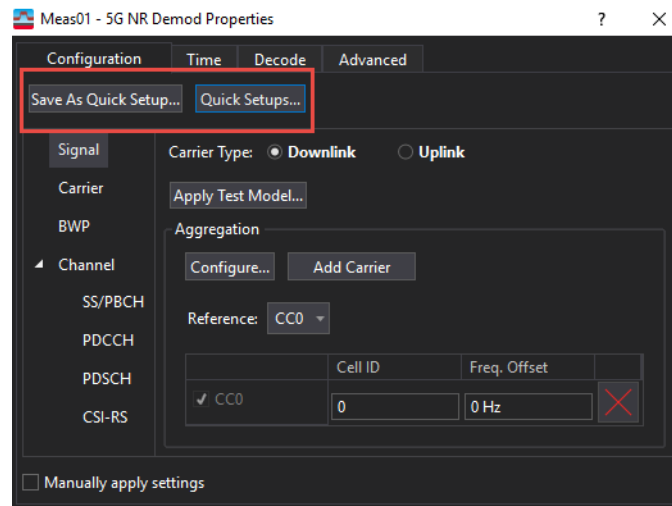 Meas01 - 5G NR Demod Properties ?
Configuration Time Decode Advanced
Save As Quick Setup... Quick Setups...
Signal
Carrier
BWP
Channel
SS/PBCH
PDCCH
PDSCH
CSI-RS
Carrier Type: Downlink Uplink
Apply Test Model...
Aggregation
Configure... Add Carrier
Reference: CC0
Cell ID Freq. Offset
CC0 0 0 Hz
Manually apply settings